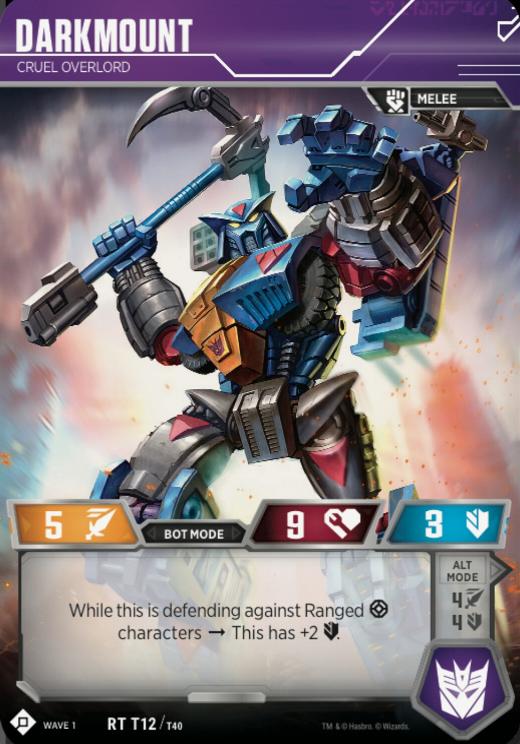 DARKMOUNT
CRUEL OVERLORD
MELEE
5
BOT MODE
9
3
ALT
MODE
4
4
While this is defending against Ranged
characters → This has +2 .
WAVE 1
RT T12/T40
TM & © Hasbro. © Wizards.